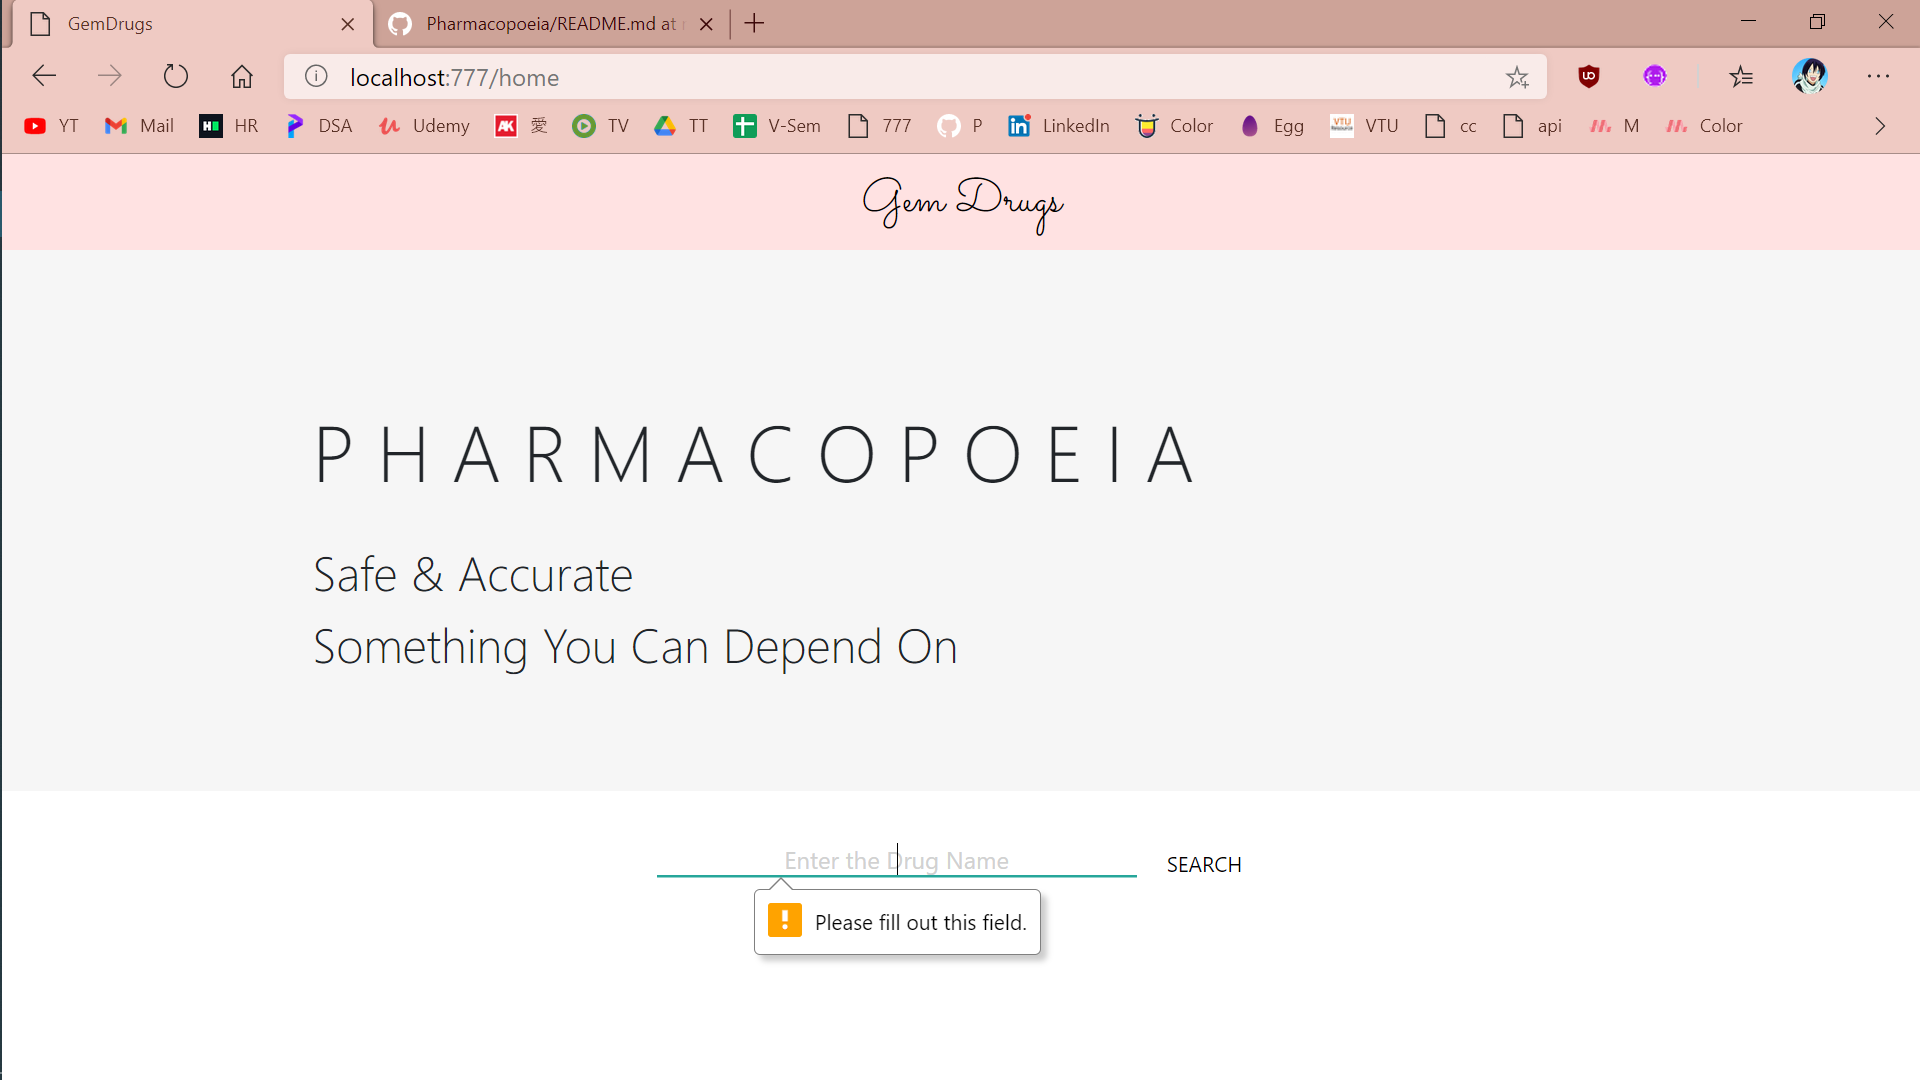 GemDrugs
Pharmacopoeia/README.md at
localhost:777/home
YT Mail HR DSA Udemy AK 愛 TV TT V-Sem 777 P LinkedIn Color Egg VTU cc api M Color
Gem Drugs
PHARMACOPOEIA
Safe & Accurate
Something You Can Depend On
Enter the Drug Name SEARCH
Please fill out this field.